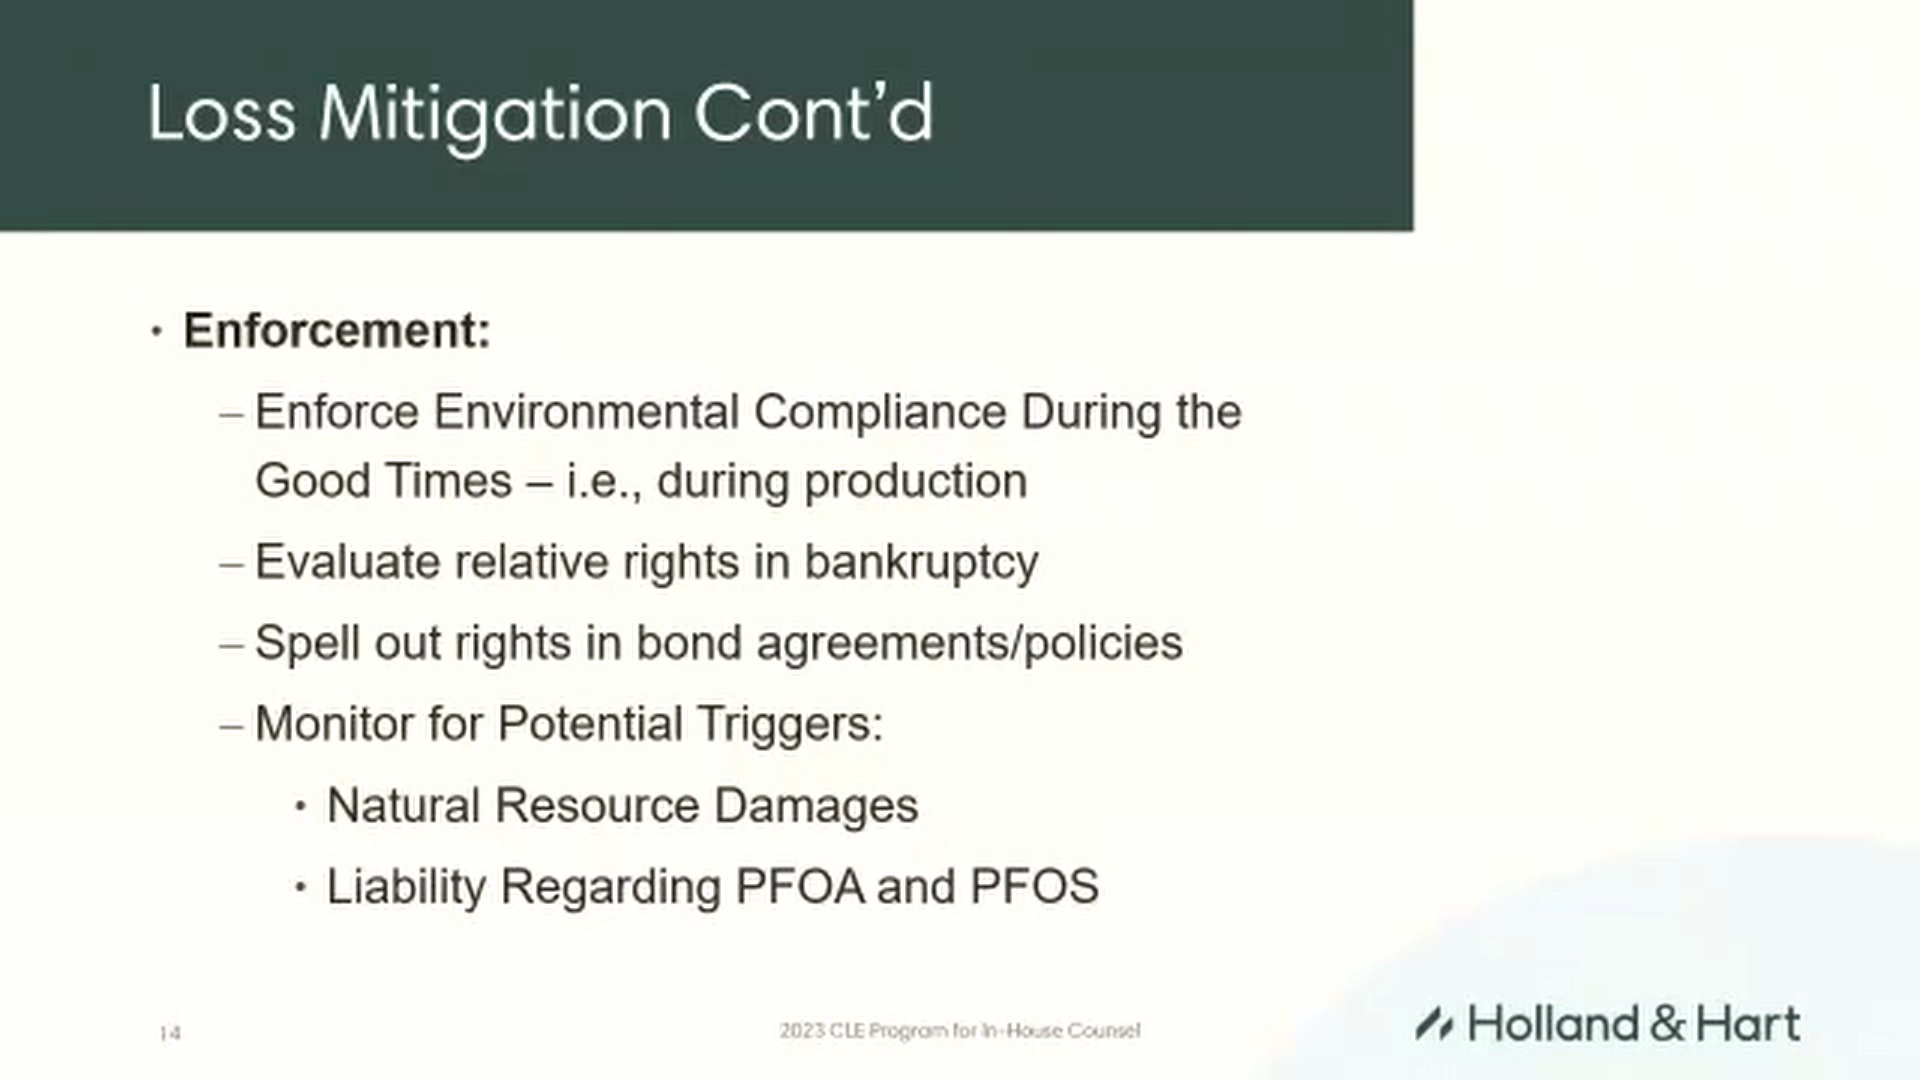 Loss Mitigation Cont’d
• Enforcement:
– Enforce Environmental Compliance During the
Good Times – i.e., during production
– Evaluate relative rights in bankruptcy
– Spell out rights in bond agreements/policies
– Monitor for Potential Triggers:
• Natural Resource Damages
• Liability Regarding PFOA and PFOS
14
2023 CLE Program for In-House Counsel
Holland & Hart